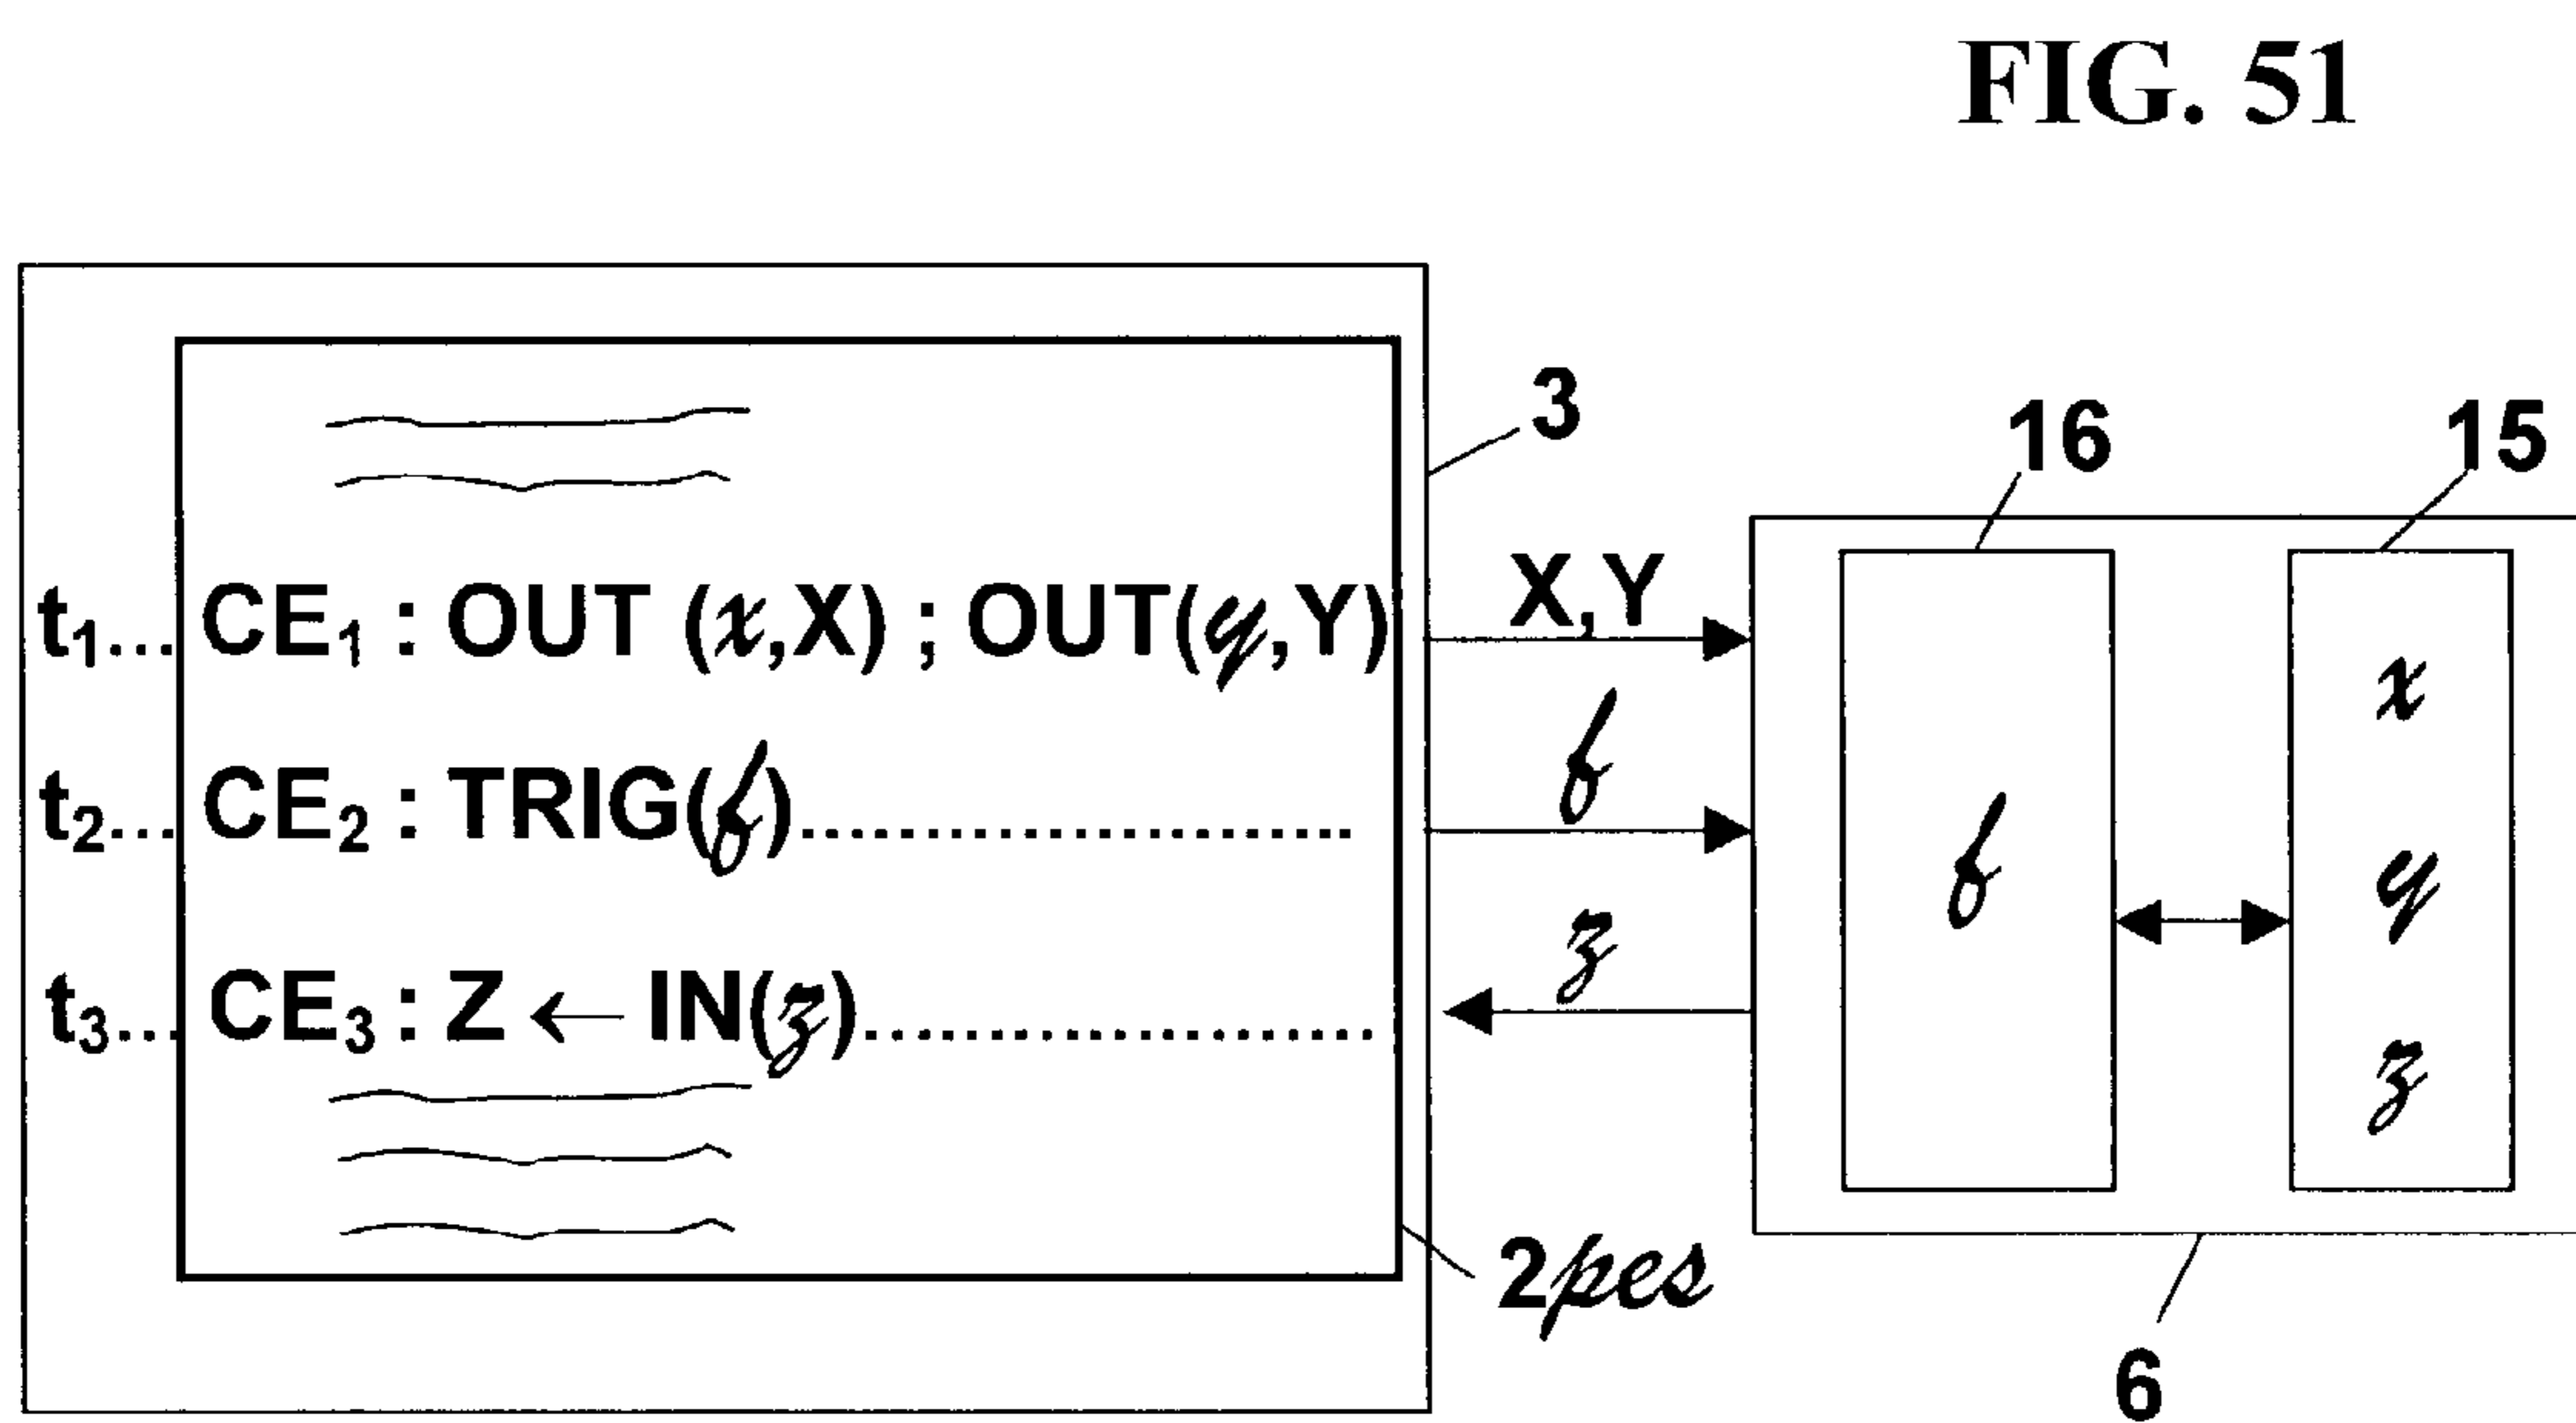 FIG. 51
3
16
15
t₁... CE₁ : OUT (x,X) ; OUT(y,Y)
X,Y
x
t₂... CE₂ : TRIG(f).......................
f
f
y
t₃... CE₃ : Z ← IN(z).....................
z
z
2pes
6